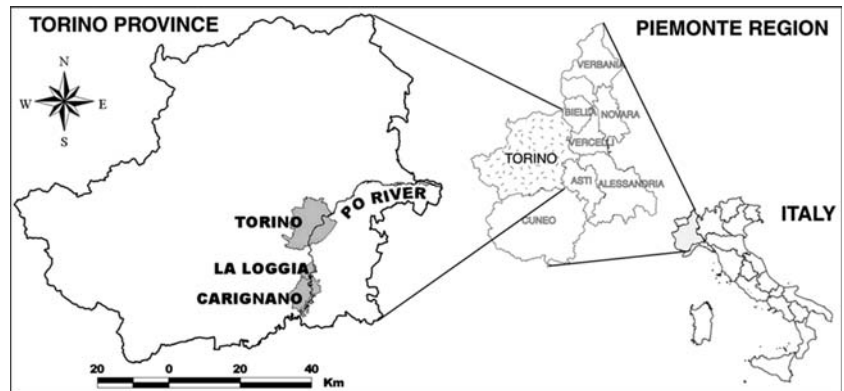 TORINO PROVINCE
N
W E
S
TORINO
PO RIVER
LA LOGGIA
CARIGNANO
20 0 20 40
Km
PIEMONTE REGION
VERBANIA
BIELLA
NOVARA
VERCELLI
TORINO
ASTI
ALESSANDRIA
CUNEO
ITALY